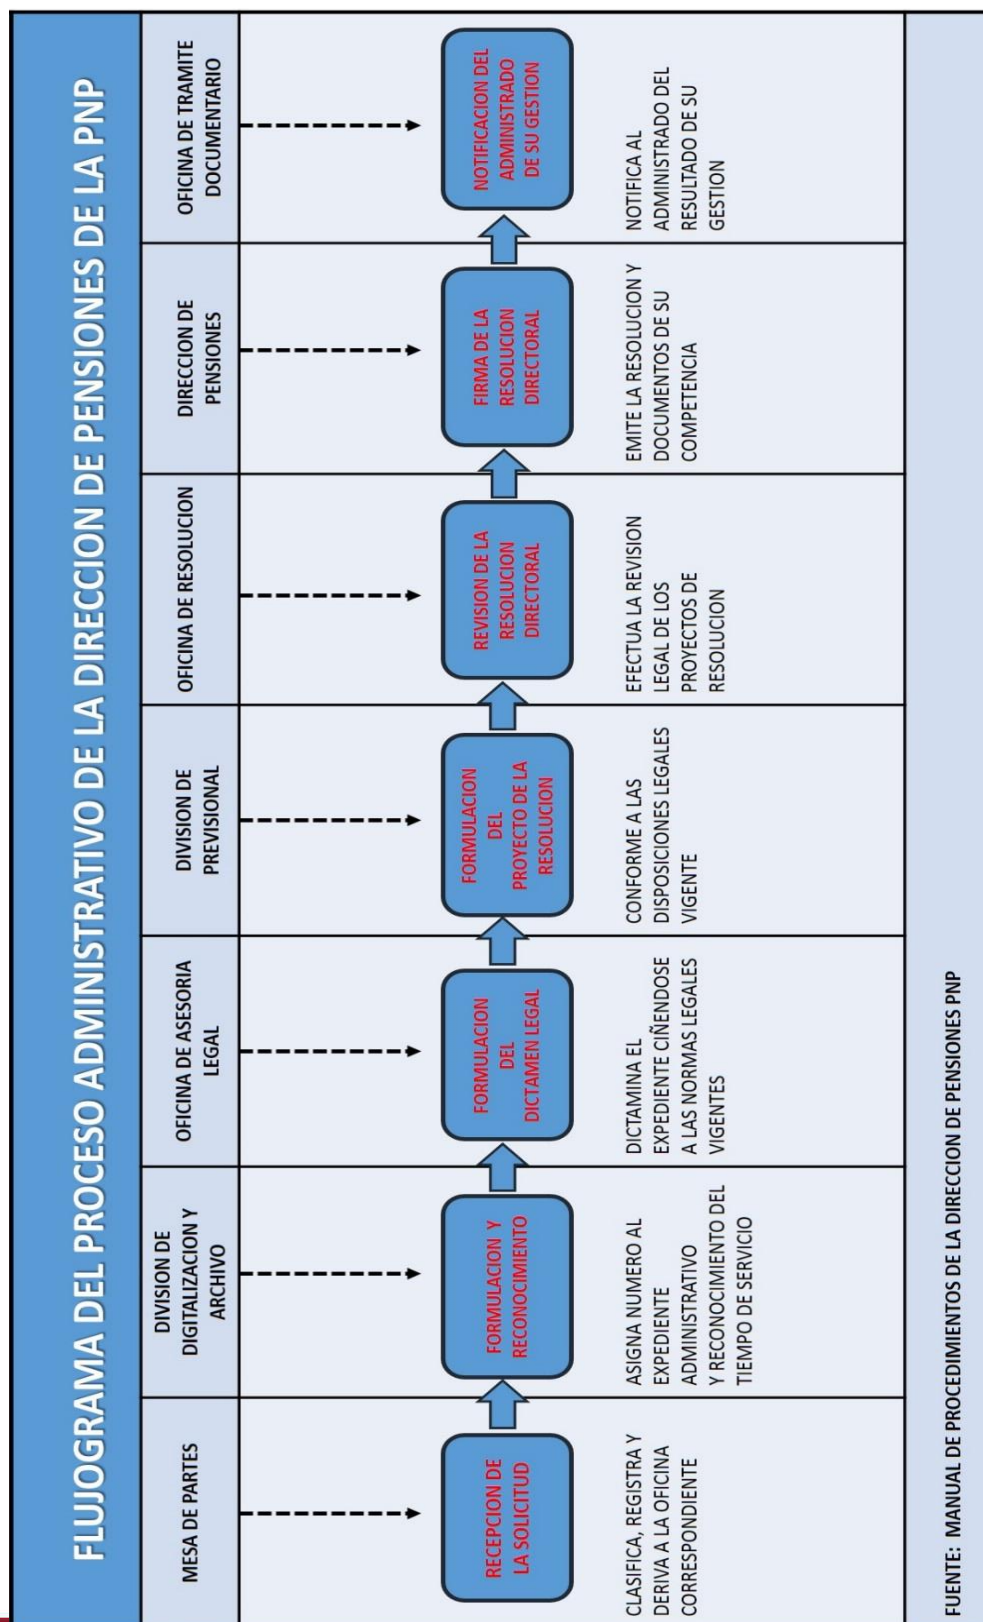 FLUJOGRAMA DEL PROCESO ADMINISTRATIVO DE LA DIRECCION DE PENSIONES DE LA PNP
MESA DE PARTES
RECEPCION DE
LA SOLICITUD
CLASIFICA, REGISTRA Y
DERIVA A LA OFICINA
CORRESPONDIENTE
DIVISION DE
DIGITALIZACION Y
ARCHIVO
FORMULACION Y
RECONOCIMIENTO
ASIGNA NUMERO AL
EXPEDIENTE
ADMINISTRATIVO
Y RECONOCIMIENTO DEL
TIEMPO DE SERVICIO
OFICINA DE ASESORIA
LEGAL
FORMULACION
DEL
DICTAMEN LEGAL
DICTAMINA EL
EXPEDIENTE CIÑENDOSE
A LAS NORMAS LEGALES
VIGENTES
DIVISION DE
PREVISIONAL
FORMULACION
DEL
PROYECTO DE LA
RESOLUCION
CONFORME A LAS
DISPOSICIONES LEGALES
VIGENTE
OFICINA DE RESOLUCION
REVISION DE LA
RESOLUCION
DIRECTORAL
EFECTUA LA REVISION
LEGAL DE LOS
PROYECTOS DE
RESOLUCION
DIRECCION DE
PENSIONES
FIRMA DE LA
RESOLUCION
DIRECTORAL
EMITE LA RESOLUCION Y
DOCUMENTOS DE SU
COMPETENCIA
OFICINA DE TRAMITE
DOCUMENTARIO
NOTIFICACION DEL
ADMINISTRADO
DE SU GESTION
NOTIFICA AL
ADMINISTRADO DEL
RESULTADO DE SU
GESTION
FUENTE: MANUAL DE PROCEDIMIENTOS DE LA DIRECCION DE PENSIONES PNP